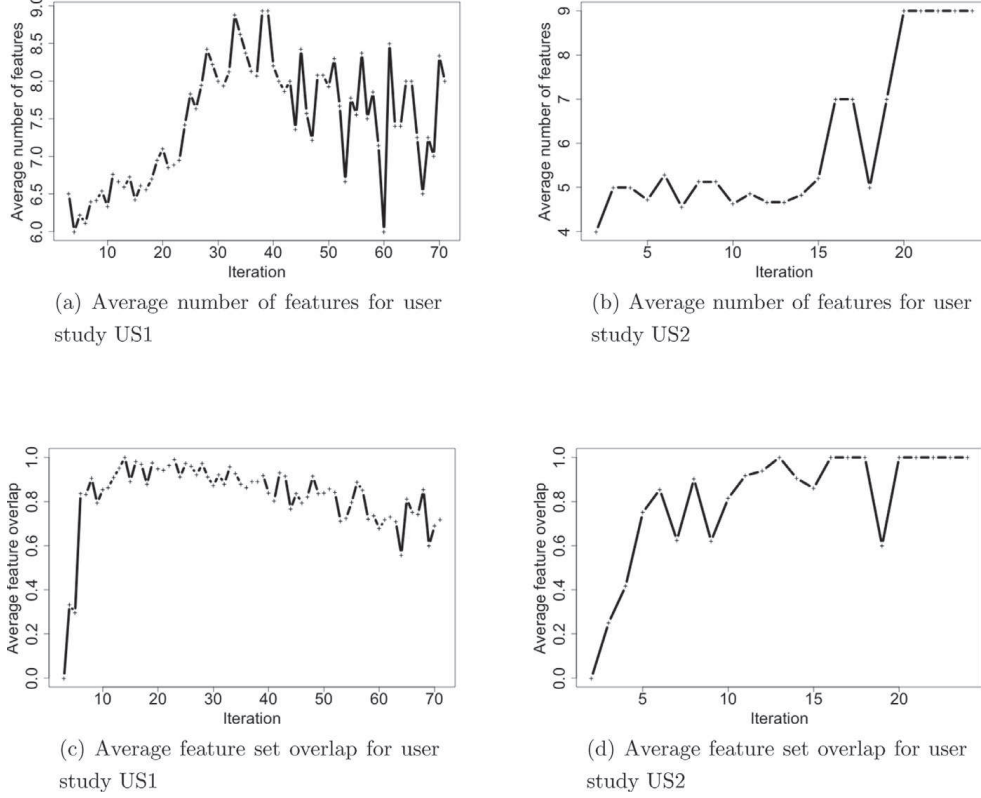 Average number of features
9.0
8.5
8.0
7.5
7.0
6.5
6.0
10 20 30 40 50 60 70
Iteration
(a) Average number of features for user
study US1
Average number of features
9
8
7
6
5
4
5 10 15 20
Iteration
(b) Average number of features for user
study US2
Average feature overlap
1.0
0.8
0.6
0.4
0.2
0.0
10 20 30 40 50 60 70
Iteration
(c) Average feature set overlap for user
study US1
Average feature overlap
1.0
0.8
0.6
0.4
0.2
0.0
5 10 15 20
Iteration
(d) Average feature set overlap for user
study US2